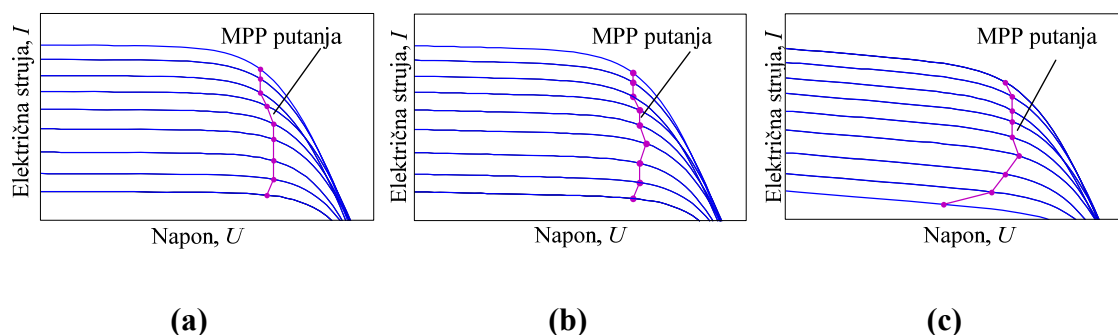 Električna struja, I
MPP putanja
Napon, U
(a)
Električna struja, I
MPP putanja
Napon, U
(b)
Električna struja, I
MPP putanja
Napon, U
(c)